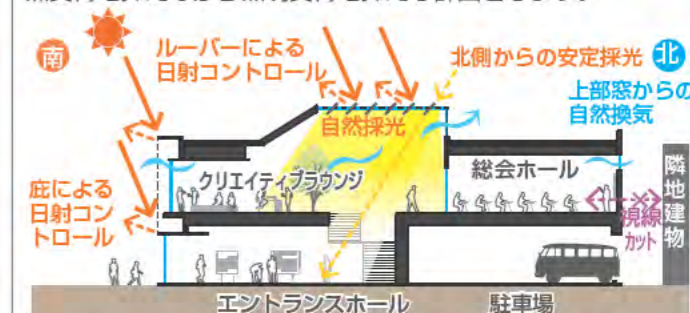 南
ルーバーによる
日射コントロール
北側からの安定採光
北
上部窓からの
自然換気
自然採光
クリエイティブラウンジ
総会ホール
庇による
日射コン
トロール
視線
カット
隣地建物
エントランスホール
駐車場